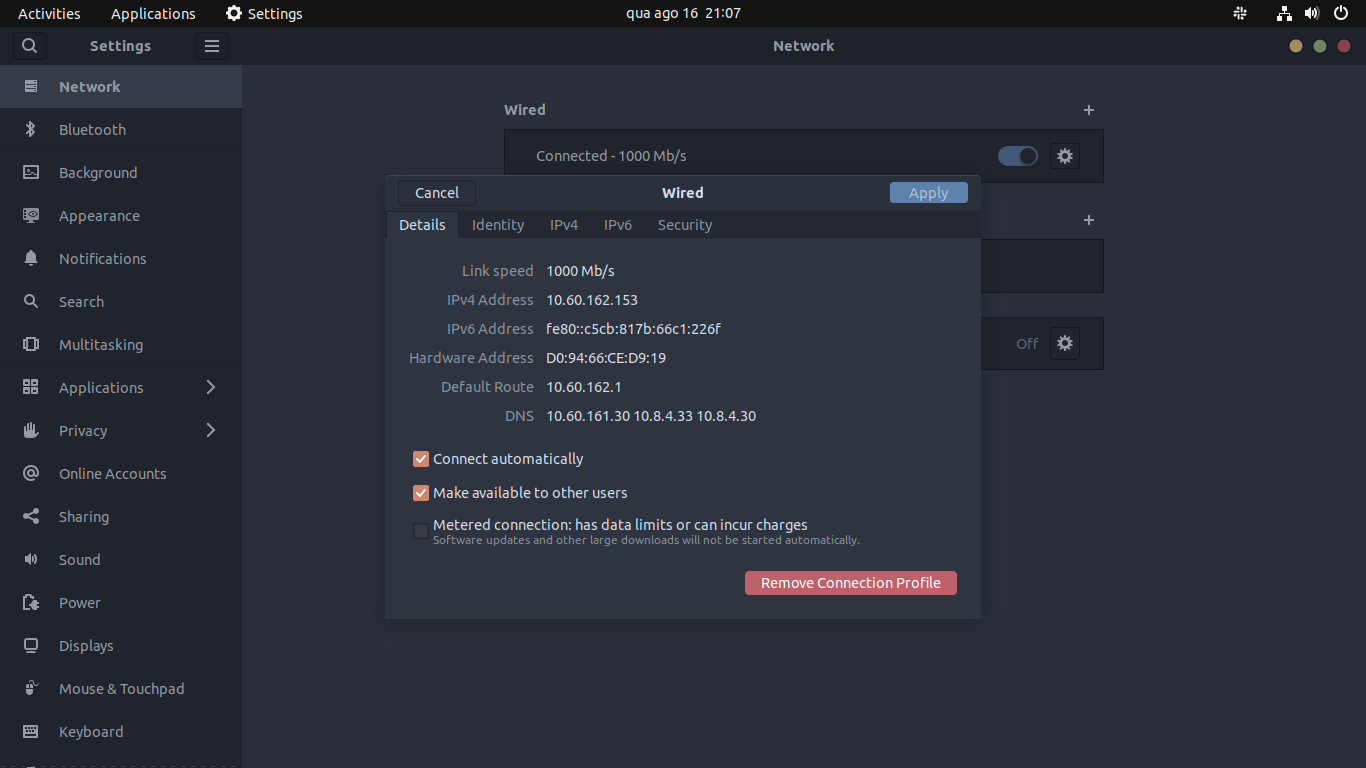 Activities Applications Settings qua ago 16 21:07
Settings Network
Network
Bluetooth
Background
Appearance
Notifications
Search
Multitasking
Applications
Privacy
Online Accounts
Sharing
Sound
Power
Displays
Mouse & Touchpad
Keyboard
Wired
Connected - 1000 Mb/s
Off
Cancel Wired Apply
Details Identity IPv4 IPv6 Security
Link speed 1000 Mb/s
IPv4 Address 10.60.162.153
IPv6 Address fe80::c5cb:817b:66c1:226f
Hardware Address D0:94:66:CE:D9:19
Default Route 10.60.162.1
DNS 10.60.161.30 10.8.4.33 10.8.4.30
Connect automatically
Make available to other users
Metered connection: has data limits or can incur charges
Software updates and other large downloads will not be started automatically.
Remove Connection Profile